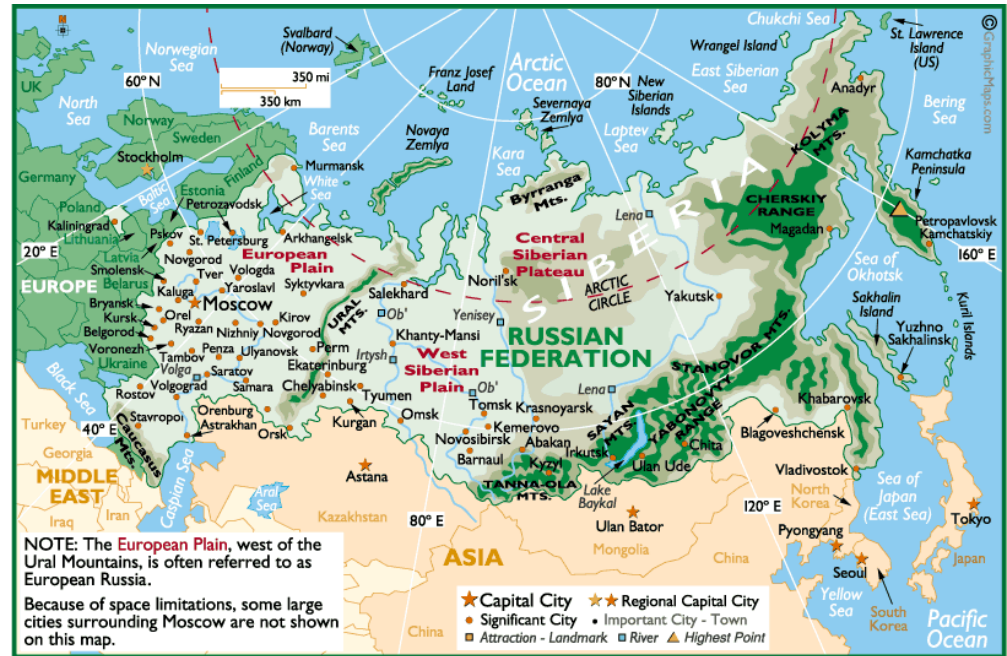 Chukchi Sea
St. Lawrence
Island
(US)
©GraphicMaps.com
Norwegian
Sea
Svalbard
(Norway)
Wrangel Island
Arctic
Ocean
East Siberian
Sea
UK
60° N
350 mi
350 km
Franz Josef
Land
80° N
New
Siberian
Islands
Anadyr
Bering
Sea
North
Sea
Severnaya
Zemlya
Norway
Sweden
Barents
Sea
Novaya
Zemlya
Laptev
Sea
KOLYMA
MTS.
Stockholm
Finland
Murmansk
Kara
Sea
Kamchatka
Peninsula
Germany
Baltic
Sea
Estonia
White
Sea
Byrranga
Mts.
Poland
Petrozavodsk
CHERSKIY
RANGE
Kaliningrad
Lithuania
Lena
Petropavlovsk
Kamchatskiy
Pskov
St. Petersburg
Arkhangelsk
Magadan
20° E
Latvia
Novgorod
European
Plain
Central
Siberian
Plateau
SIBERIA
160° E
Smolensk
Tver
Vologda
Sea of
Okhotsk
EUROPE
Belarus
Yaroslavl
Syktyvkara
Noril'sk
ARCTIC
CIRCLE
Kaluga
Salekhard
Yakutsk
Bryansk
Moscow
Sakhalin
Island
Kuril Islands
Kursk
Orel
URAL
MTS.
Ob'
Yenisey
Belgorod
Ryazan
Nizhniy Novgorod
Kirov
Khanty-Mansi
RUSSIAN
FEDERATION
STANOVOR MTS.
Yuzhno
Sakhalinsk
Voronezh
Penza
Ulyanovsk
Perm
Irtysh
West
Siberian
Plain
Ukraine
Tambov
Ekaterinburg
Black Sea
Volga
Saratov
Chelyabinsk
Ob'
Lena
YABONOVYY
RANGE
Volgograd
Samara
Tyumen
Tomsk
Krasnoyarsk
SAYAN
MTS.
Khabarovsk
Rostov
Orenburg
Omsk
Kemerovo
Stavropol
Astrakhan
Kurgan
Novosibirsk
Abakan
Irkutsk
Chita
Blagoveshchensk
Turkey
40° E
Orsk
Barnaul
Kyzyl
Ulan Ude
Georgia
Caucasus
Mts.
Caspian Sea
Astana
TANNA-OLA
MTS.
Lake
Baykal
Vladivostok
MIDDLE
EAST
Aral
Sea
North
Korea
Sea of
Japan
(East Sea)
Iraq
Iran
Kazakhstan
80° E
Ulan Bator
120° E
Pyongyang
Tokyo
Mongolia
China
NOTE: The European Plain, west of the
Ural Mountains, is often referred to as
European Russia.
ASIA
Seoul
Japan
Yellow
Sea
South
Korea
Pacific
Ocean
Because of space limitations, some large
cities surrounding Moscow are not shown
on this map.
China
Capital City
Regional Capital City
Significant City
Important City - Town
Attraction - Landmark
River
Highest Point